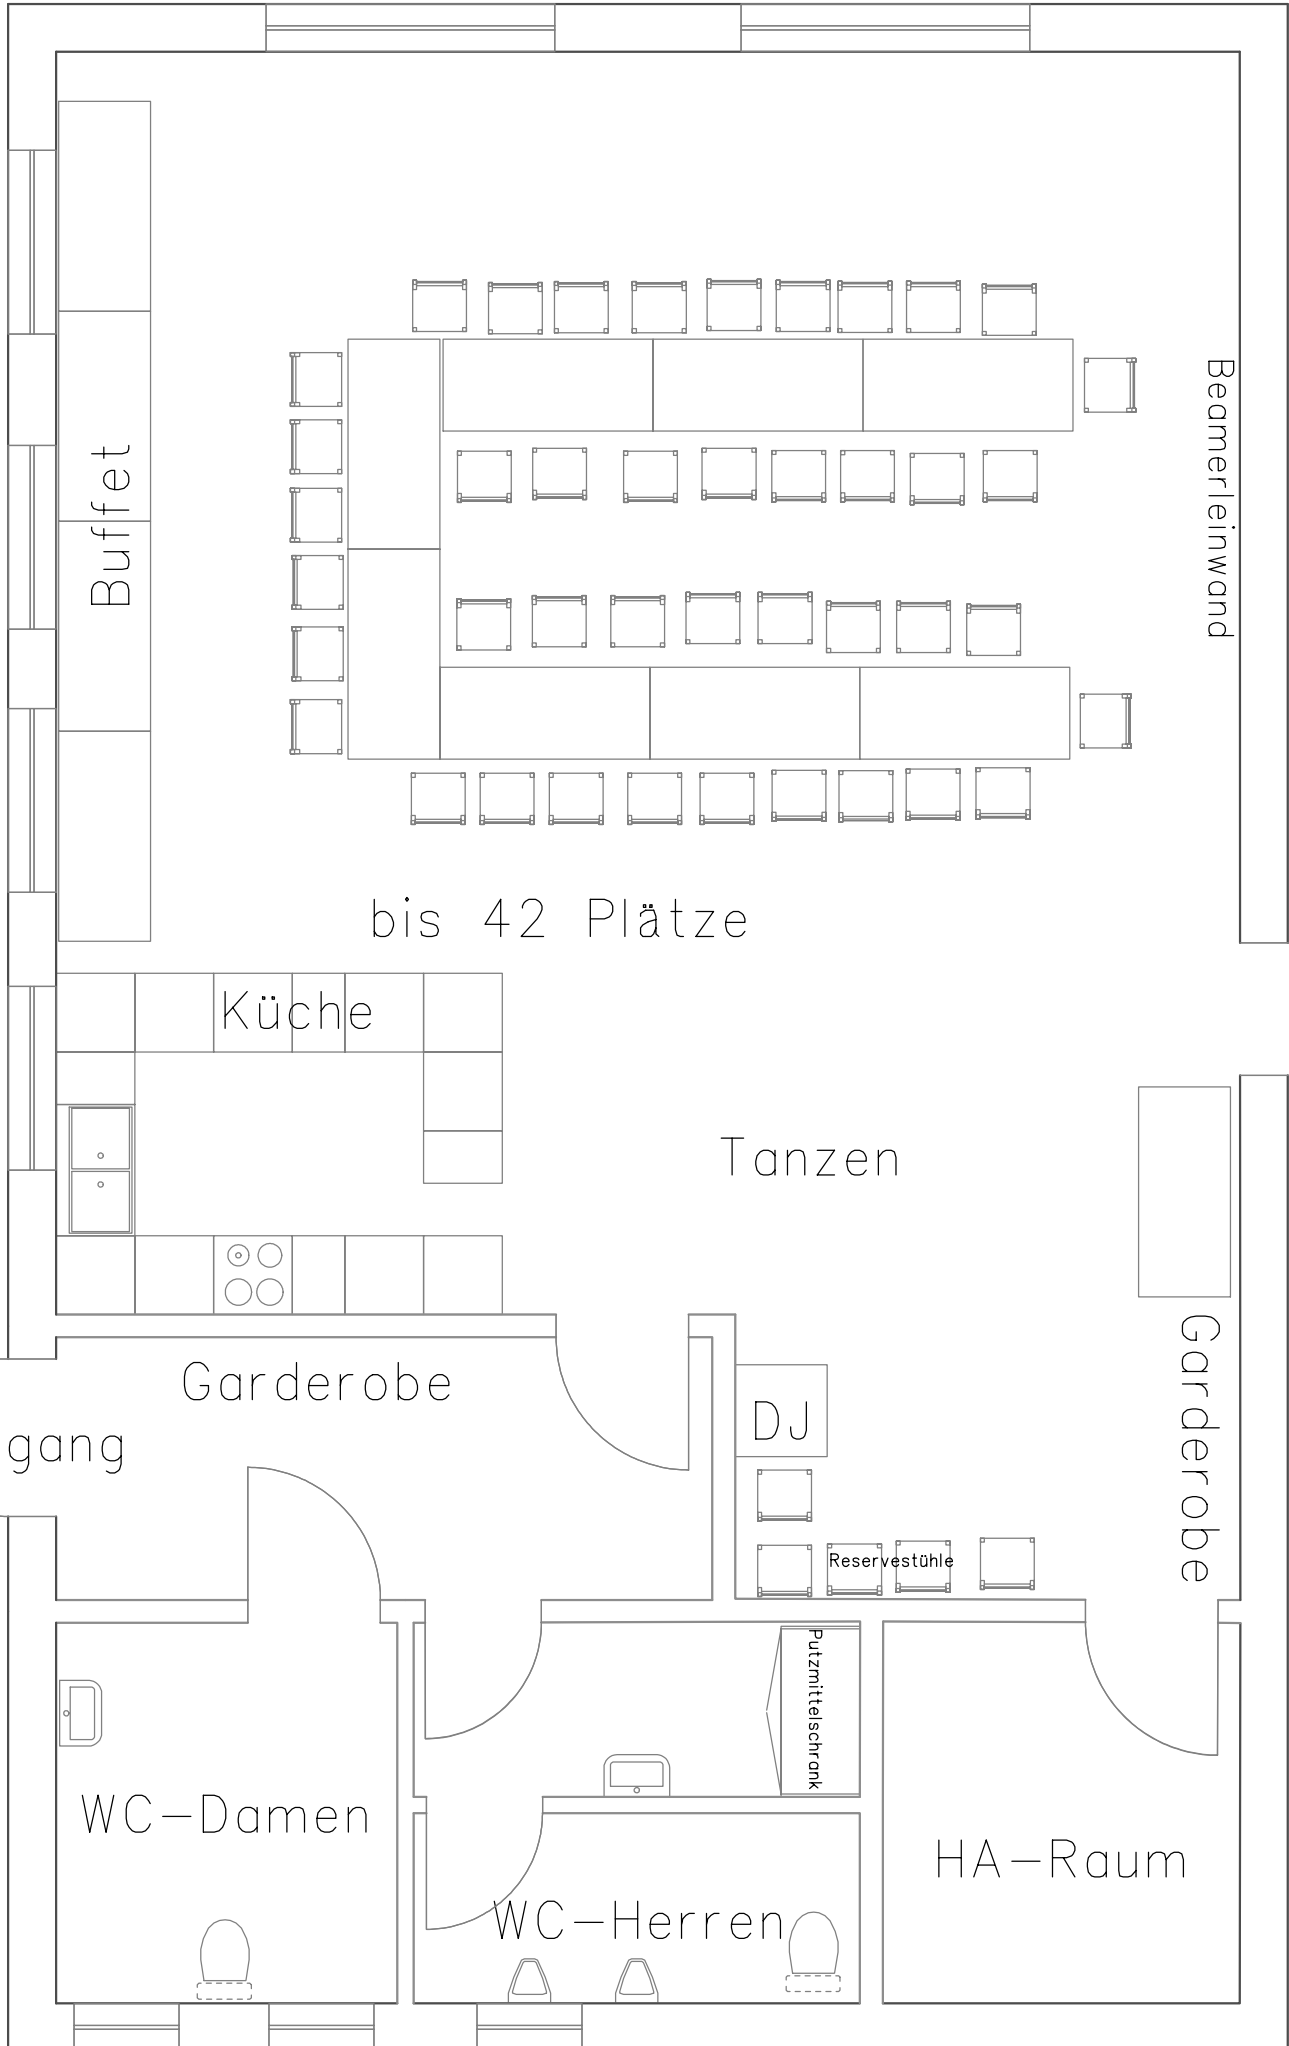 Beamerleinwand
Buffet
bis 42 Plätze
Küche
Tanzen
Garderobe
Garderobe
DJ
gang
Reservestühle
Putzmittelschrank
WC-Damen
HA-Raum
WC-Herren